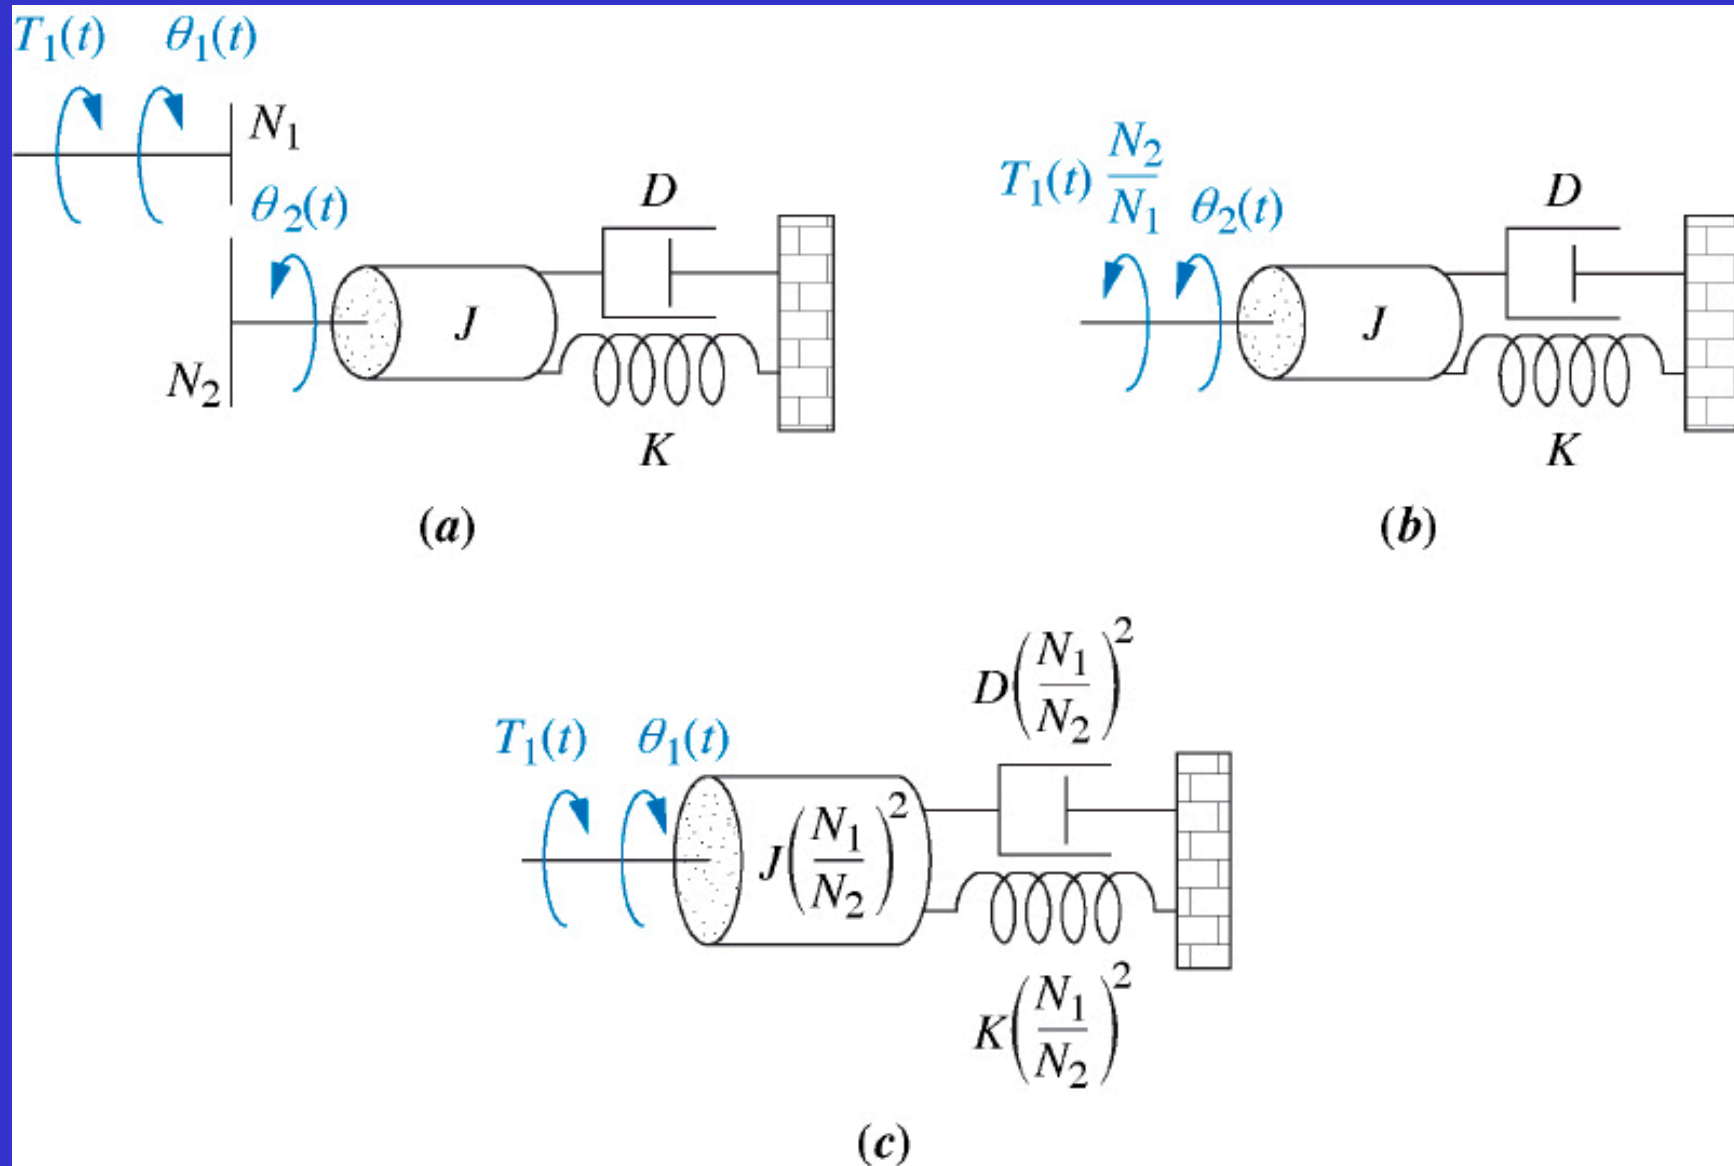 T₁(t) θ₁(t)
N₁
θ₂(t)
D
J
N₂
K
(a)
T₁(t) N₂/N₁ θ₂(t)
D
J
K
(b)
D(N₁/N₂)²
T₁(t) θ₁(t)
J(N₁/N₂)²
K(N₁/N₂)²
(c)